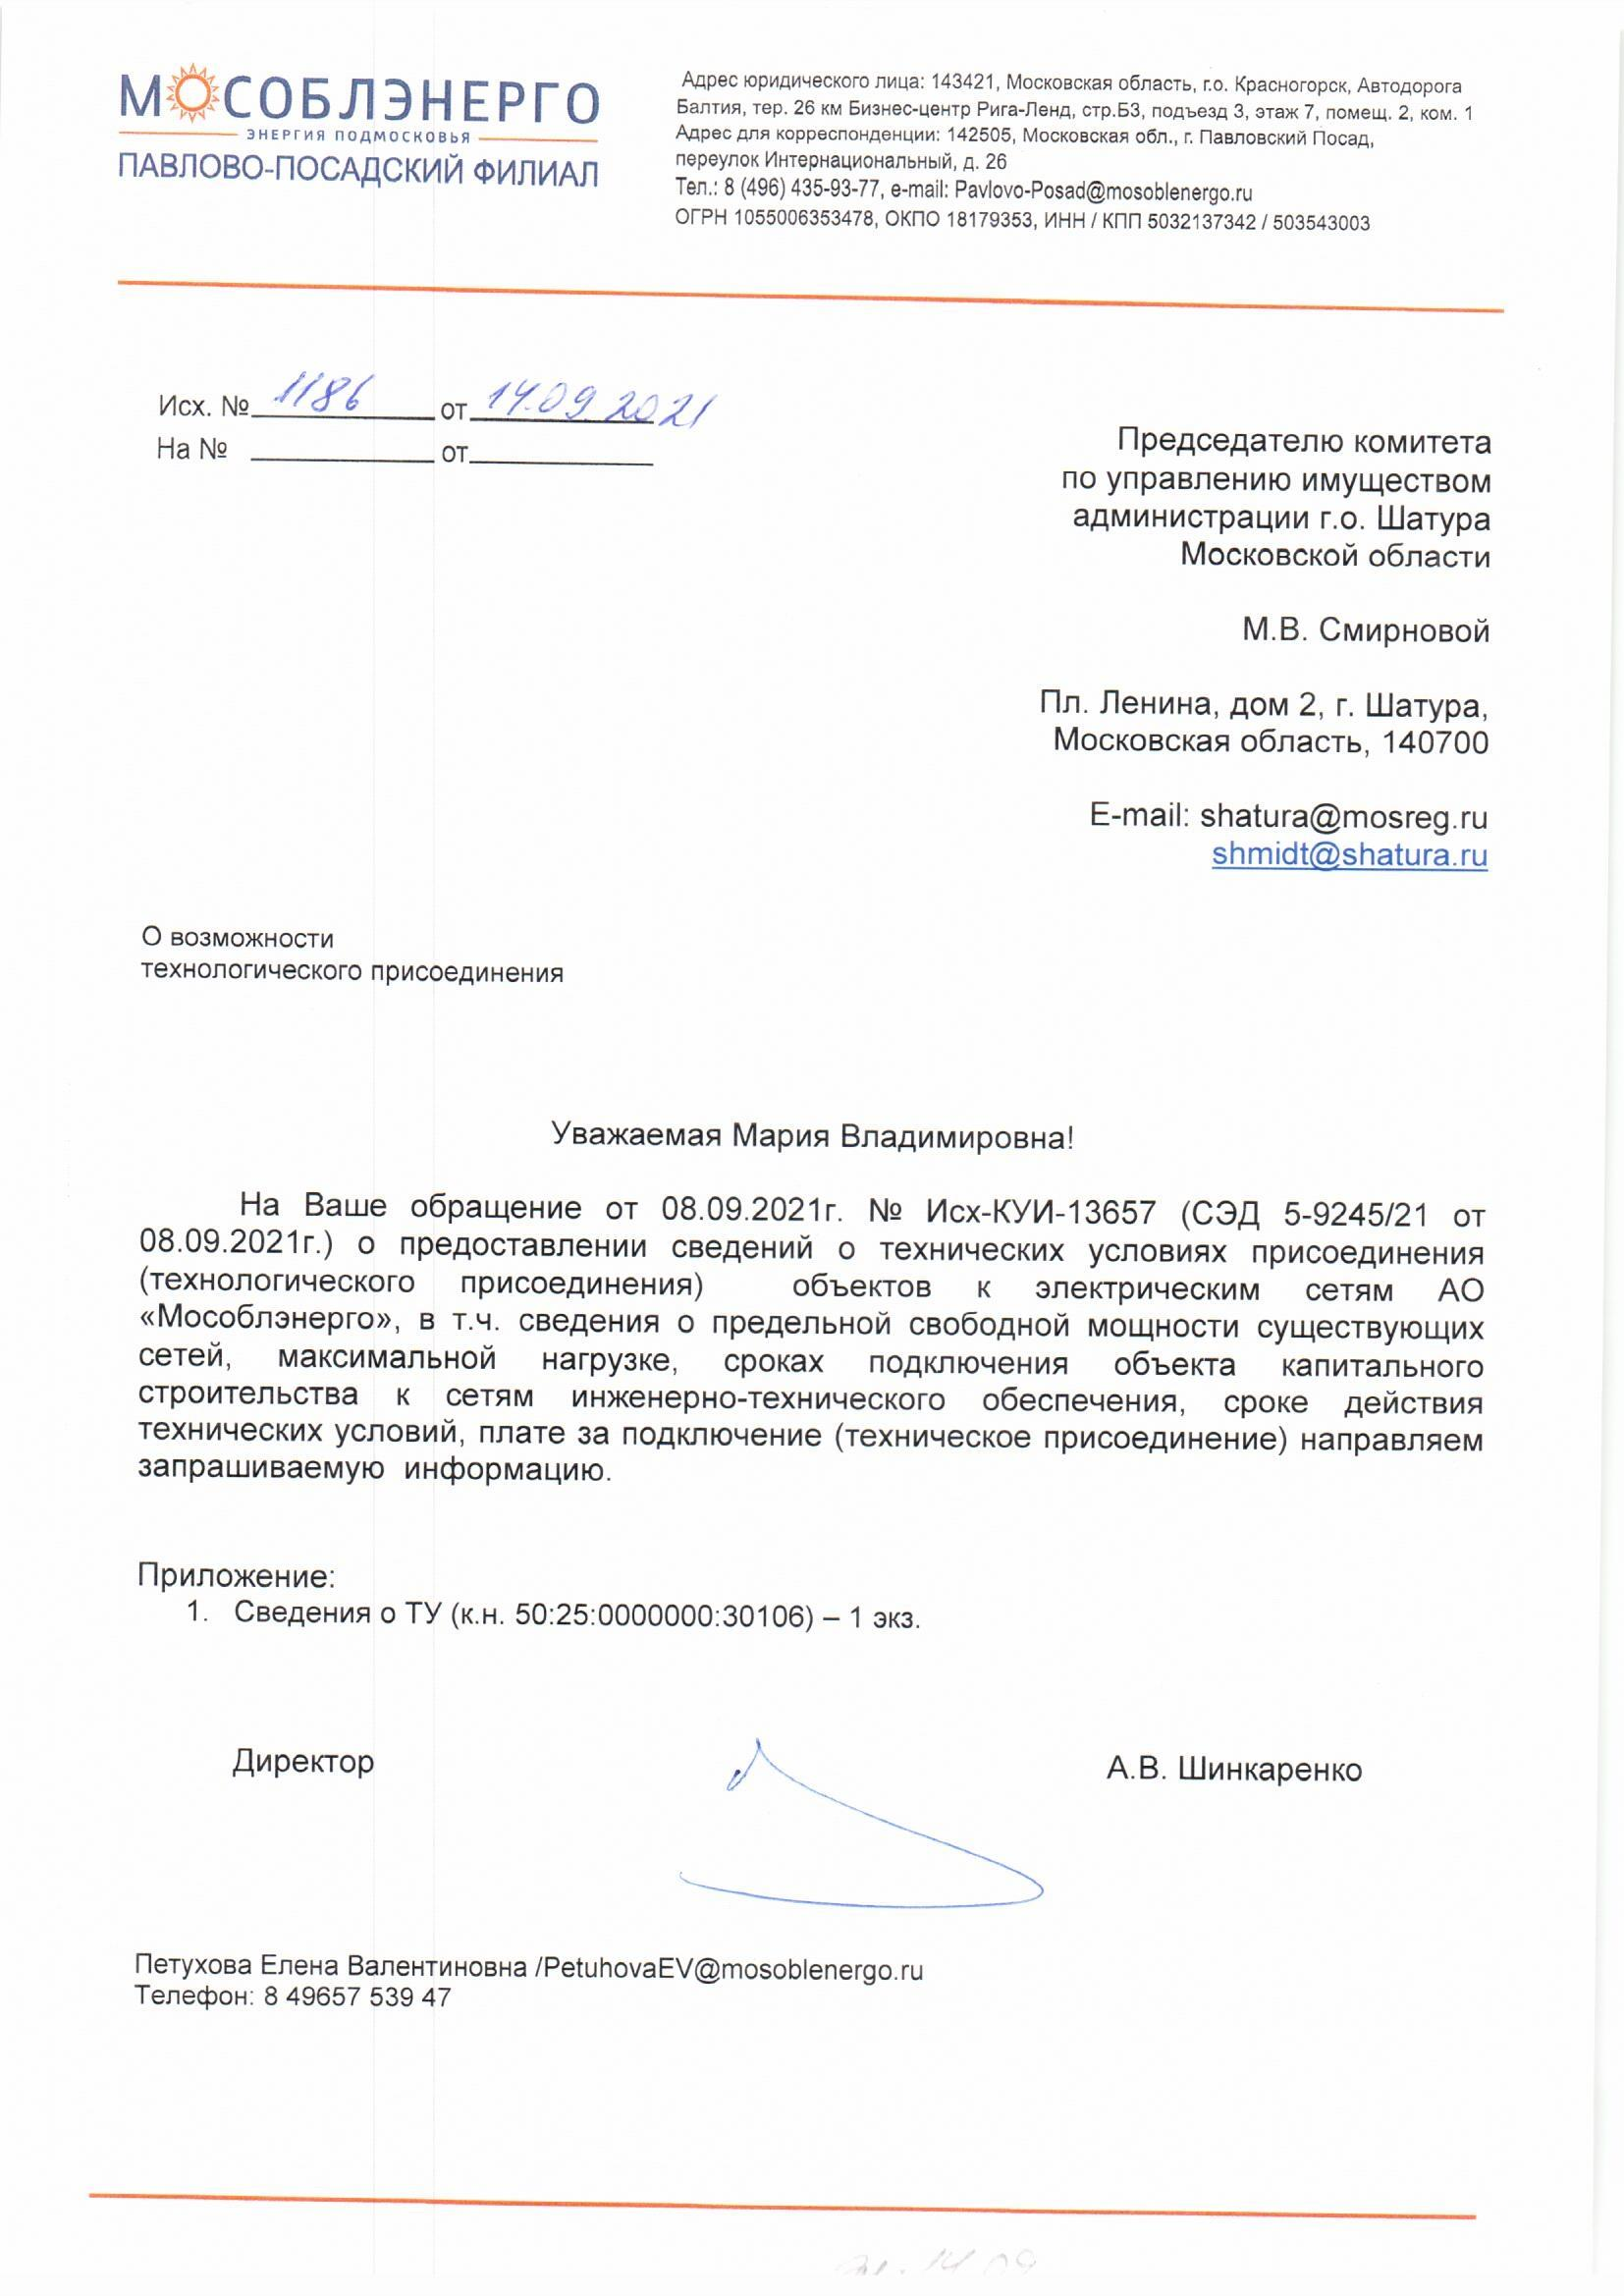 МОСОБЛЭНЕРГО
ЭНЕРГИЯ ПОДМОСКОВЬЯ
ПАВЛОВО-ПОСАДСКИЙ ФИЛИАЛ
Адрес юридического лица: 143421, Московская область, г.о. Красногорск, Автодорога
Балтия, тер. 26 км Бизнес-центр Рига-Ленд, стр.Б3, подъезд 3, этаж 7, помещ. 2, ком. 1
Адрес для корреспонденции: 142505, Московская обл., г. Павловский Посад,
переулок Интернациональный, д. 26
Тел.: 8 (496) 435-93-77, e-mail: Pavlovo-Posad@mosoblenergo.ru
ОГРН 1055006353478, ОКПО 18179353, ИНН / КПП 5032137342 / 503543003
Исх. № 1186 от 14.09.2021
На № от
Председателю комитета
по управлению имуществом
администрации г.о. Шатура
Московской области
М.В. Смирновой
Пл. Ленина, дом 2, г. Шатура,
Московская область, 140700
E-mail: shatura@mosreg.ru
shmidt@shatura.ru
О возможности
технологического присоединения
Уважаемая Мария Владимировна!
На Ваше обращение от 08.09.2021г. № Исх-КУИ-13657 (СЭД 5-9245/21 от
08.09.2021г.) о предоставлении сведений о технических условиях присоединения
(технологического присоединения) объектов к электрическим сетям АО
«Мособлэнерго», в т.ч. сведения о предельной свободной мощности существующих
сетей, максимальной нагрузке, сроках подключения объекта капитального
строительства к сетям инженерно-технического обеспечения, сроке действия
технических условий, плате за подключение (техническое присоединение) направляем
запрашиваемую информацию.
Приложение:
1. Сведения о ТУ (к.н. 50:25:0000000:30106) – 1 экз.
Директор
А.В. Шинкаренко
Петухова Елена Валентиновна /PetuhovaEV@mosoblenergo.ru
Телефон: 8 49657 539 47
14.09